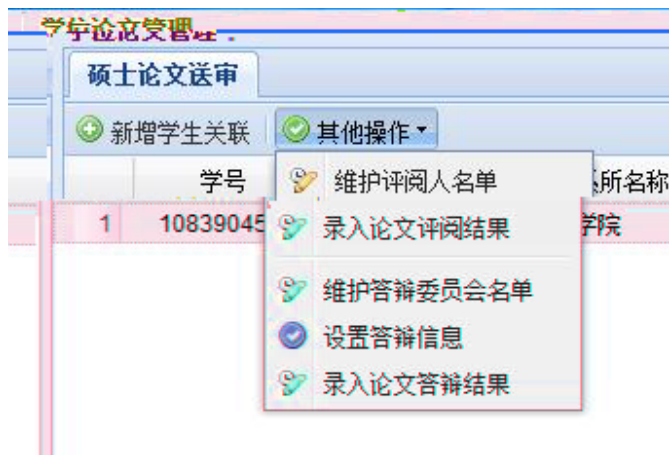 硕士论文送审
新增学生关联 其他操作
学号 维护评阅人名单 所名称
1 10839045 录入论文评阅结果 学院
维护答辩委员会名单
设置答辩信息
录入论文答辩结果